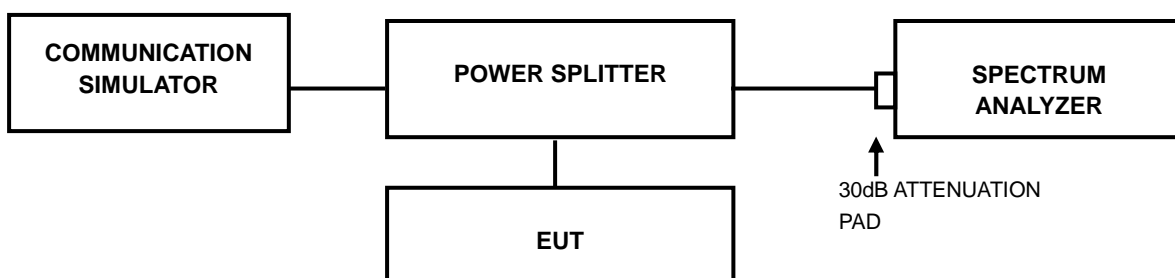 COMMUNICATION
SIMULATOR
POWER SPLITTER
SPECTRUM
ANALYZER
30dB ATTENUATION
PAD
EUT